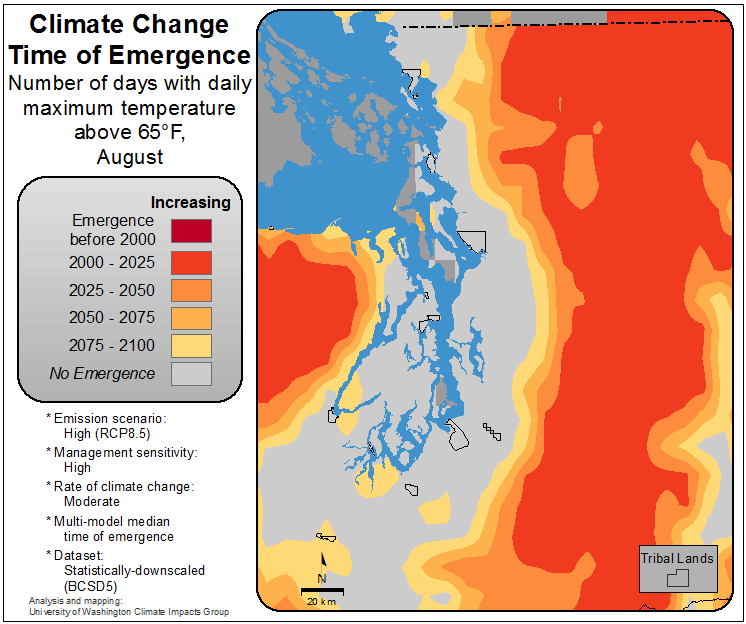 Climate Change
Time of Emergence
Number of days with daily
maximum temperature
above 65°F,
August
Increasing
Emergence
before 2000
2000 - 2025
2025 - 2050
2050 - 2075
2075 - 2100
No Emergence
* Emission scenario:
High (RCP8.5)
* Management sensitivity:
High
* Rate of climate change:
Moderate
* Multi-model median
time of emergence
* Dataset:
Statistically-downscaled
(BCSD5)
Analysis and mapping:
University of Washington Climate Impacts Group
N
20 km
Tribal Lands